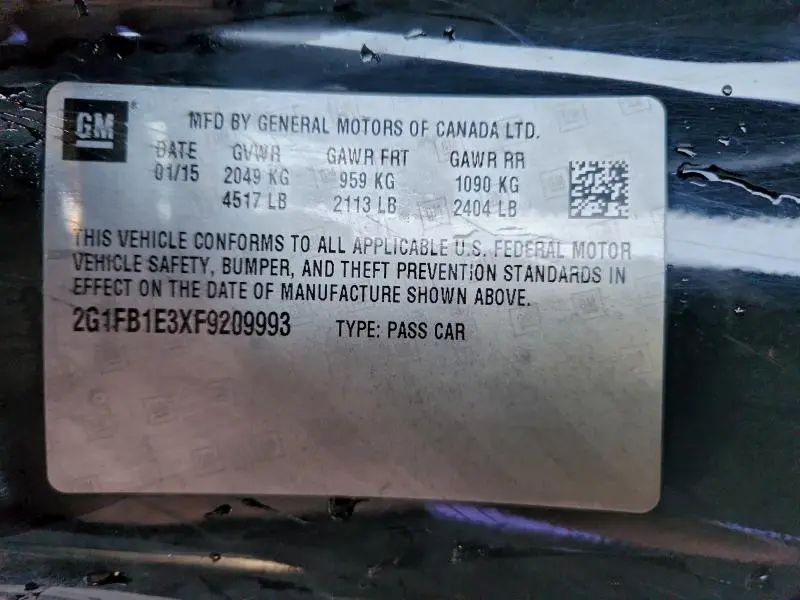 GM ®
MFD BY GENERAL MOTORS OF CANADA LTD.
DATE GVWR GAWR FRT GAWR RR
01/15 2049 KG 959 KG 1090 KG
4517 LB 2113 LB 2404 LB
THIS VEHICLE CONFORMS TO ALL APPLICABLE U.S. FEDERAL MOTOR
VEHICLE SAFETY, BUMPER, AND THEFT PREVENTION STANDARDS IN
EFFECT ON THE DATE OF MANUFACTURE SHOWN ABOVE.
2G1FB1E3XF9209993 TYPE: PASS CAR